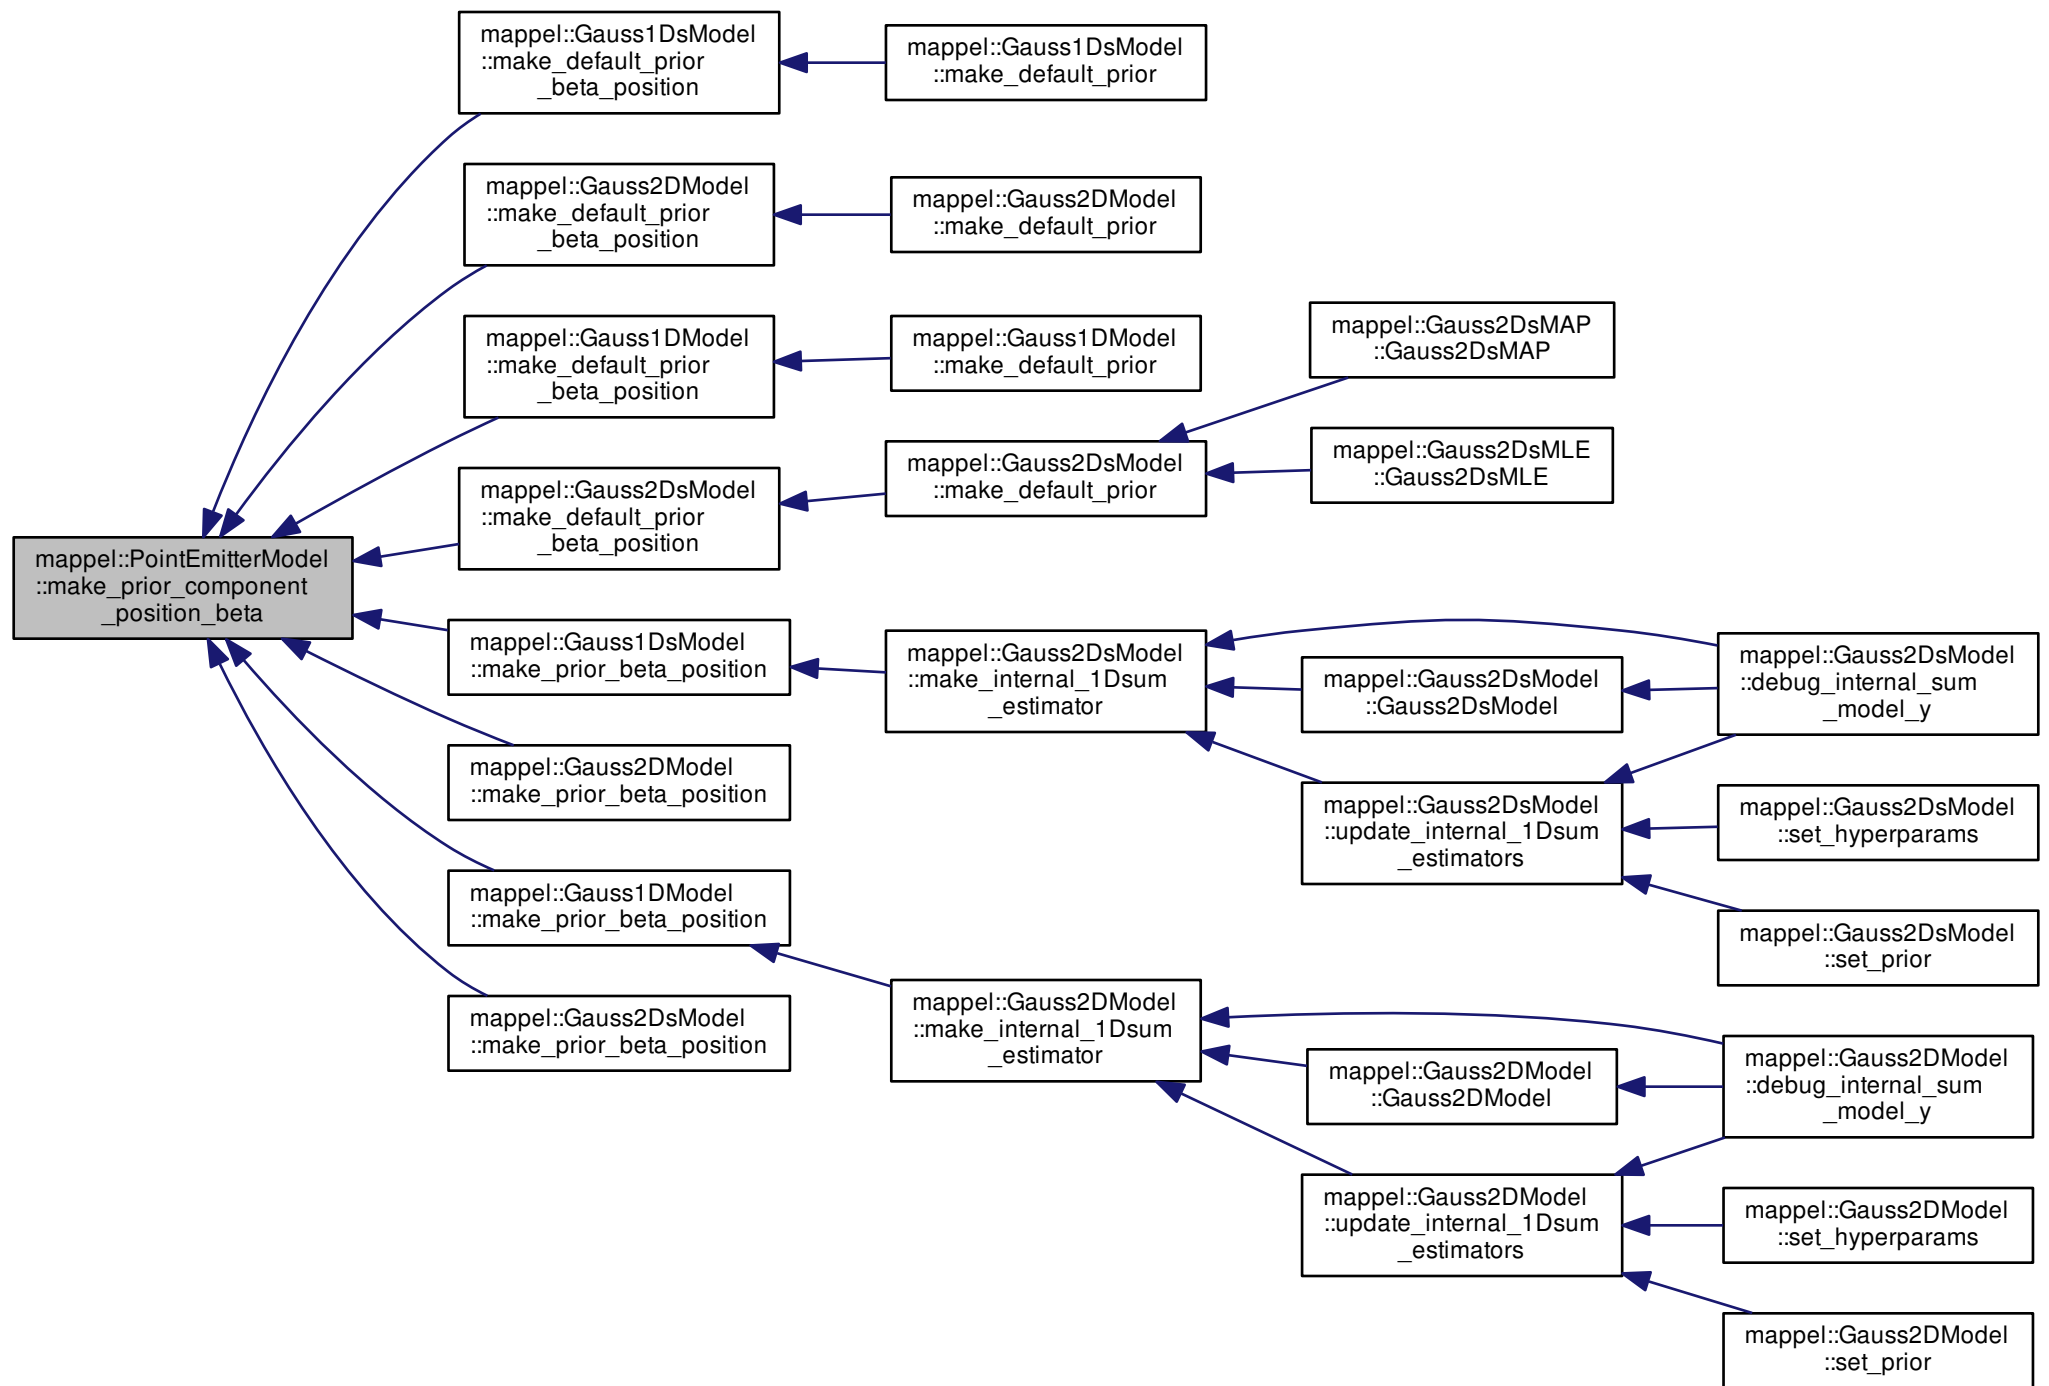 mappel::Gauss1DsModel
::make_default_prior
_beta_position
mappel::Gauss1DsModel
::make_default_prior
mappel::Gauss2DModel
::make_default_prior
_beta_position
mappel::Gauss2DModel
::make_default_prior
mappel::Gauss1DModel
::make_default_prior
_beta_position
mappel::Gauss1DModel
::make_default_prior
mappel::Gauss2DsMAP
::Gauss2DsMAP
mappel::Gauss2DsMLE
::Gauss2DsMLE
mappel::Gauss2DsModel
::make_default_prior
mappel::Gauss2DsModel
::make_default_prior
_beta_position
mappel::PointEmitterModel
::make_prior_component
_position_beta
mappel::Gauss1DsModel
::make_prior_beta_position
mappel::Gauss2DsModel
::make_internal_1Dsum
_estimator
mappel::Gauss2DsModel
::Gauss2DsModel
mappel::Gauss2DsModel
::debug_internal_sum
_model_y
mappel::Gauss2DModel
::make_prior_beta_position
mappel::Gauss2DsModel
::update_internal_1Dsum
_estimators
mappel::Gauss2DsModel
::set_hyperparams
mappel::Gauss1DModel
::make_prior_beta_position
mappel::Gauss2DsModel
::set_prior
mappel::Gauss2DsModel
::make_prior_beta_position
mappel::Gauss2DModel
::make_internal_1Dsum
_estimator
mappel::Gauss2DModel
::Gauss2DModel
mappel::Gauss2DModel
::debug_internal_sum
_model_y
mappel::Gauss2DModel
::update_internal_1Dsum
_estimators
mappel::Gauss2DModel
::set_hyperparams
mappel::Gauss2DModel
::set_prior